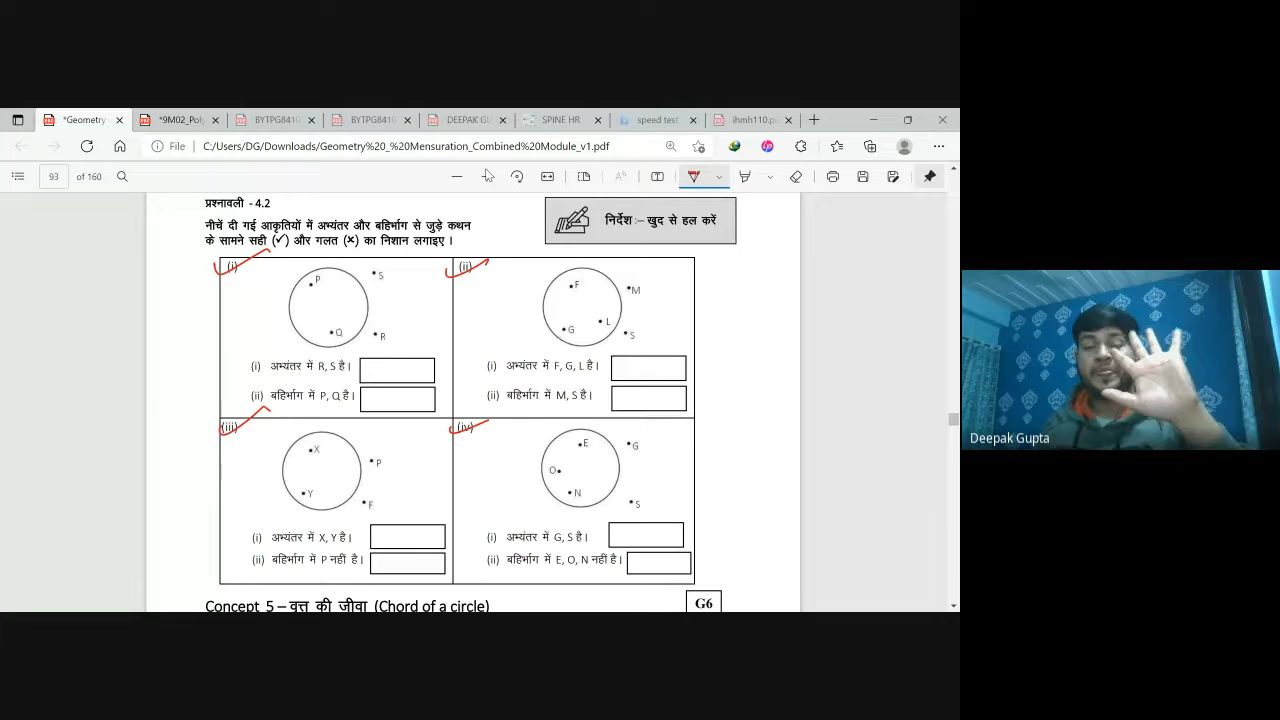 *Geometry
*9M02_Poly
BYTPG8410
BYTPG8410
DEEPAK GU
SPINE HR
speed test
ihmh110.p
File C:/Users/DG/Downloads/Geometry%20_%20Mensuration_Combined%20Module_v1.pdf
93 of 160
प्रश्नावली - 4.2
नीचें दी गई आकृतियों में अभ्यंतर और बहिर्भाग से जुड़े कथन
के सामने सही (✓) और गलत (×) का निशान लगाइए ।
निर्देश :– खुद से हल करें
(i)
P
S
Q
R
(i) अभ्यंतर में R, S है।
(ii) बहिर्भाग में P, Q है।
(ii)
F
M
L
G
S
(i) अभ्यंतर में F, G, L है।
(ii) बहिर्भाग में M, S है।
(iii)
X
P
Y
F
(i) अभ्यंतर में X, Y है।
(ii) बहिर्भाग में P नहीं है।
(iv)
E
G
O
N
S
(i) अभ्यंतर में G, S है।
(ii) बहिर्भाग में E, O, N नहीं है।
Concept 5 – वृत्त की जीवा (Chord of a circle)
G6
Deepak Gupta